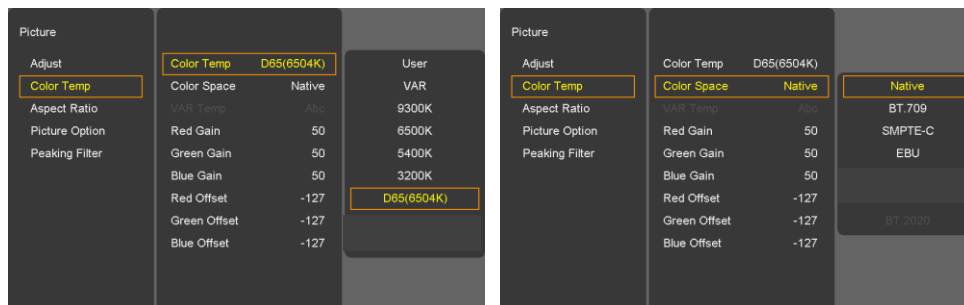 Picture
Adjust
Color Temp
Aspect Ratio
Picture Option
Peaking Filter
Color Temp D65(6504K)
Color Space Native
VAR Temp Abc
Red Gain 50
Green Gain 50
Blue Gain 50
Red Offset -127
Green Offset -127
Blue Offset -127
User
VAR
9300K
6500K
5400K
3200K
D65(6504K)
Picture
Adjust
Color Temp
Aspect Ratio
Picture Option
Peaking Filter
Color Temp D65(6504K)
Color Space Native
VAR Temp Abc
Red Gain 50
Green Gain 50
Blue Gain 50
Red Offset -127
Green Offset -127
Blue Offset -127
Native
BT.709
SMPTE-C
EBU
BT.2020